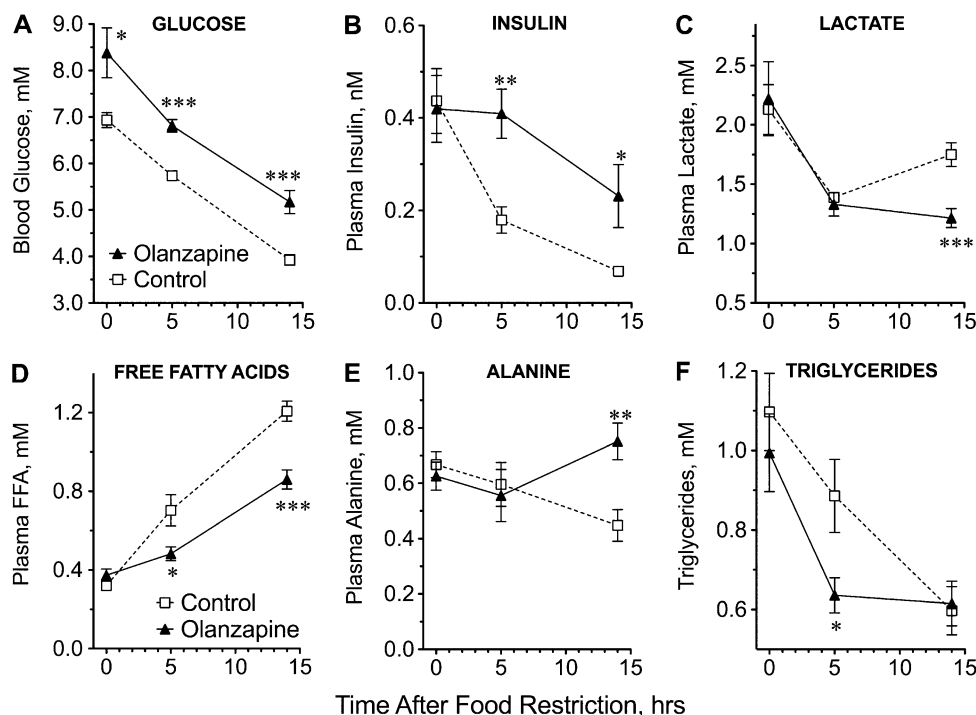 A GLUCOSE
9.0
8.0
7.0
6.0
5.0
4.0
3.0
Blood Glucose, mM
*
***
***
Olanzapine
Control
0 5 10 15
B INSULIN
0.6
0.4
0.2
0.0
Plasma Insulin, nM
**
*
0 5 10 15
C LACTATE
2.5
2.0
1.5
1.0
0.5
Plasma Lactate, mM
***
0 5 10 15
D FREE FATTY ACIDS
1.2
0.8
0.4
0.0
Plasma FFA, mM
*
***
Control
Olanzapine
0 5 10 15
E ALANINE
1.0
0.8
0.6
0.4
0.2
0.0
Plasma Alanine, mM
**
0 5 10 15
F TRIGLYCERIDES
1.2
1.0
0.8
0.6
Triglycerides, mM
*
0 5 10 15
Time After Food Restriction, hrs